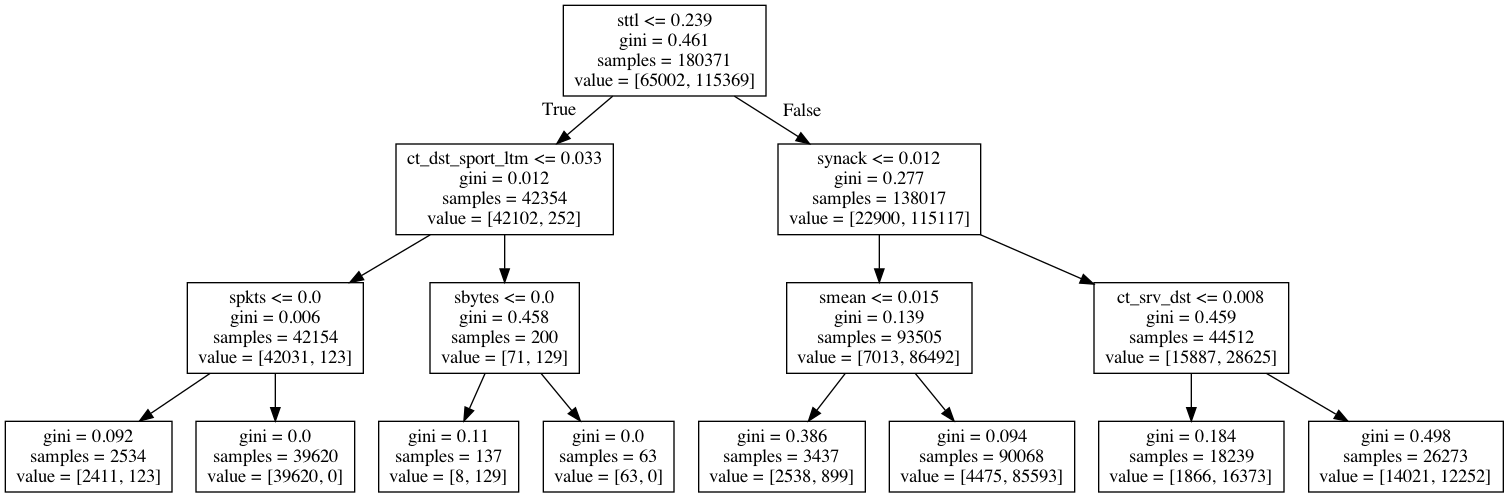 sttl <= 0.239
gini = 0.461
samples = 180371
value = [65002, 115369]
True
False
ct_dst_sport_ltm <= 0.033
gini = 0.012
samples = 42354
value = [42102, 252]
synack <= 0.012
gini = 0.277
samples = 138017
value = [22900, 115117]
spkts <= 0.0
gini = 0.006
samples = 42154
value = [42031, 123]
sbytes <= 0.0
gini = 0.458
samples = 200
value = [71, 129]
smean <= 0.015
gini = 0.139
samples = 93505
value = [7013, 86492]
ct_srv_dst <= 0.008
gini = 0.459
samples = 44512
value = [15887, 28625]
gini = 0.092
samples = 2534
value = [2411, 123]
gini = 0.0
samples = 39620
value = [39620, 0]
gini = 0.11
samples = 137
value = [8, 129]
gini = 0.0
samples = 63
value = [63, 0]
gini = 0.386
samples = 3437
value = [2538, 899]
gini = 0.094
samples = 90068
value = [4475, 85593]
gini = 0.184
samples = 18239
value = [1866, 16373]
gini = 0.498
samples = 26273
value = [14021, 12252]